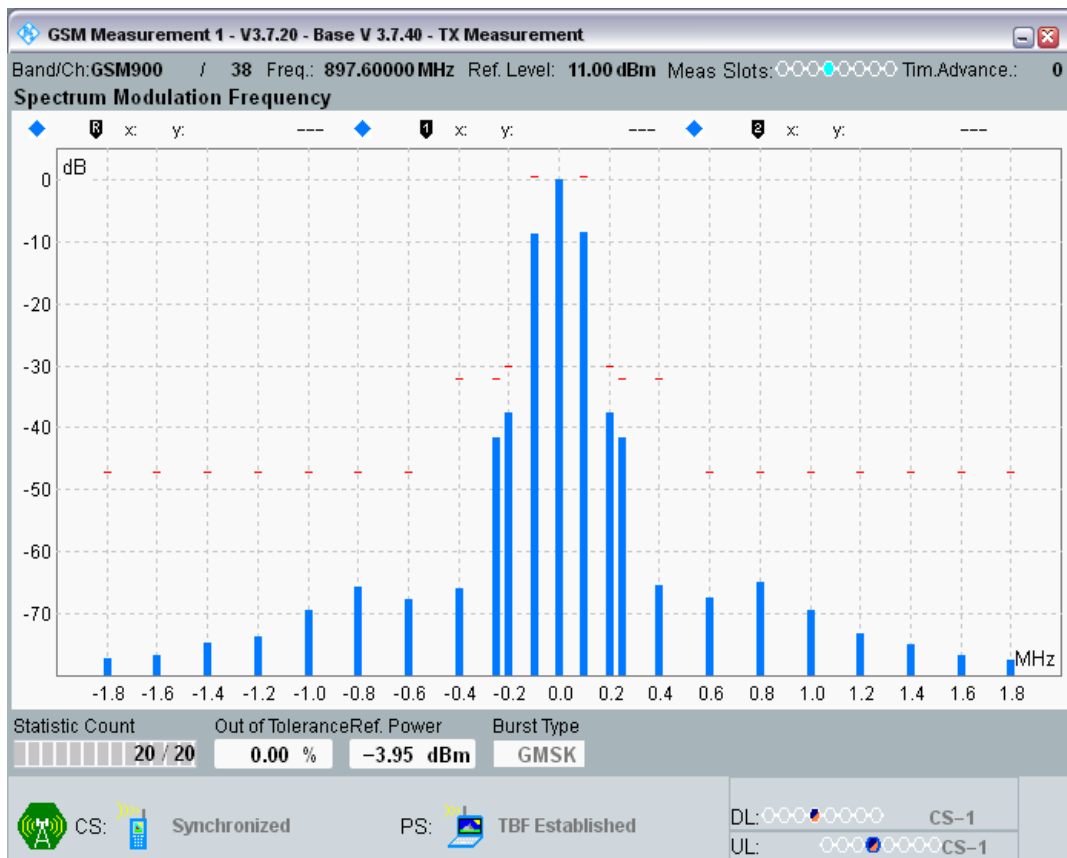 GSM Measurement 1 - V3.7.20 - Base V 3.7.40 - TX Measurement
Band/Ch:GSM900 / 38 Freq.: 897.60000 MHz Ref. Level: 11.00 dBm Meas Slots: Tim.Advance.: 0
Spectrum Modulation Frequency
R x: y: --- 1 x: y: --- 2 x: y: ---
dB
0
-10
-20
-30
-40
-50
-60
-70
MHz
-1.8 -1.6 -1.4 -1.2 -1.0 -0.8 -0.6 -0.4 -0.2 0.0 0.2 0.4 0.6 0.8 1.0 1.2 1.4 1.6 1.8
Statistic Count Out of Tolerance Ref. Power Burst Type
20 / 20 0.00 % −3.95 dBm GMSK
CS: Synchronized PS: TBF Established
DL: CS−1
UL: CS−1